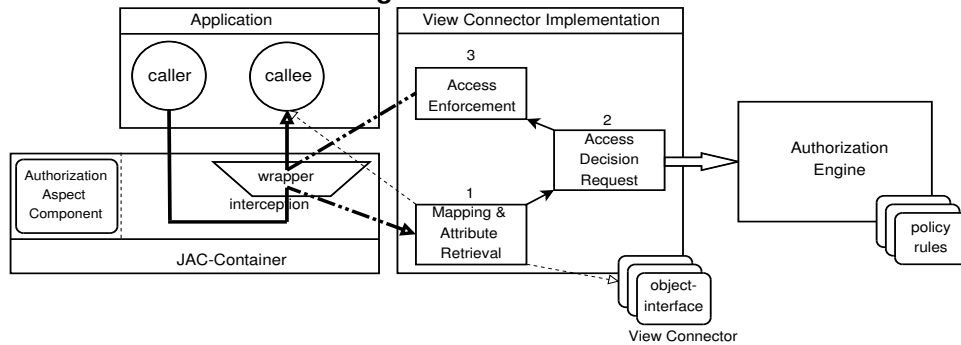 Application
View Connector Implementation
caller
callee
3
Access
Enforcement
2
Access
Decision
Request
Authorization
Engine
Authorization
Aspect
Component
wrapper
interception
1
Mapping &
Attribute
Retrieval
policy
rules
JAC-Container
object-
interface
View Connector